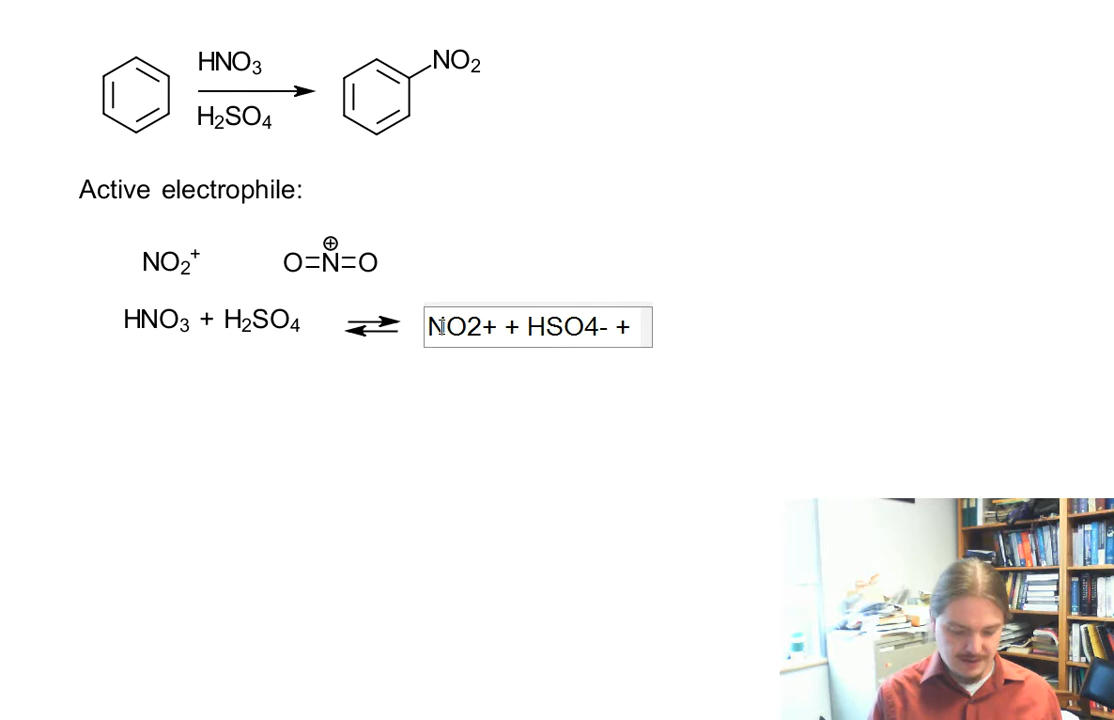 HNO₃
NO₂
H₂SO₄
Active electrophile:
NO₂⁺ O=N=O ⊕
HNO₃ + H₂SO₄ ⇌ NO2+ + HSO4- +